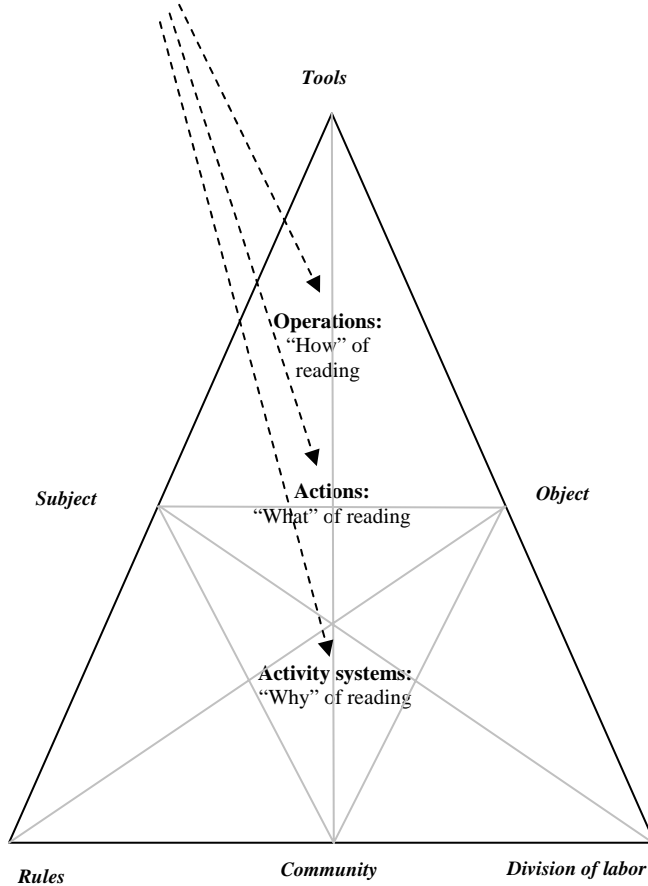 Tools
Operations:
“How” of
reading
Subject
Actions:
“What” of reading
Object
Activity systems:
“Why” of reading
Rules
Community
Division of labor